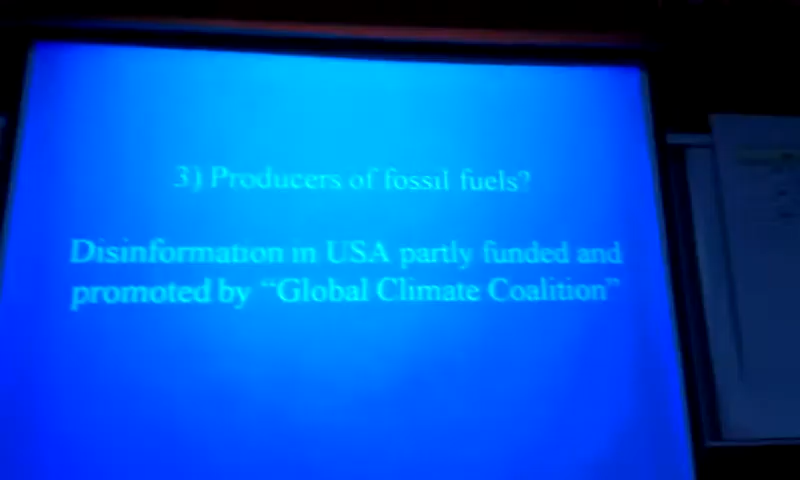 3) Producers of fossil fuels?
Disinformation in USA partly funded and
promoted by “Global Climate Coalition”